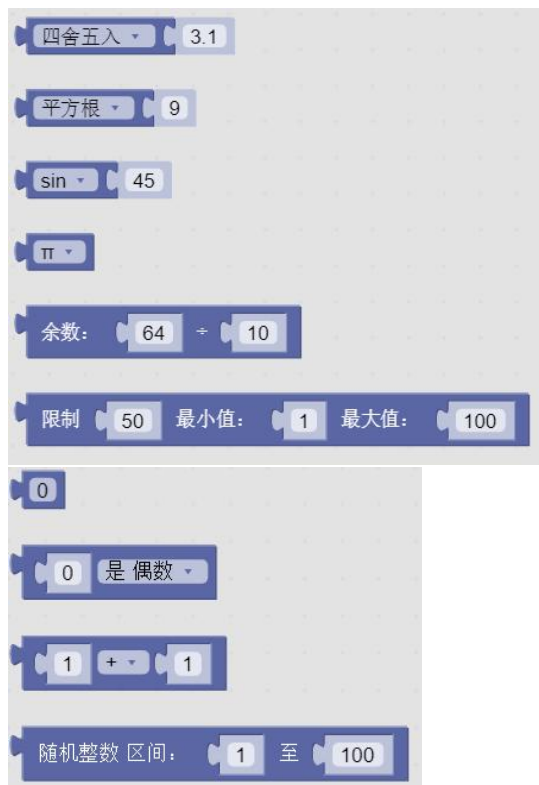 四舍五入 3.1
平方根 9
sin 45
π
余数： 64 ÷ 10
限制 50 最小值： 1 最大值： 100
0
0 是 偶数
1 + 1
随机整数 区间： 1 至 100